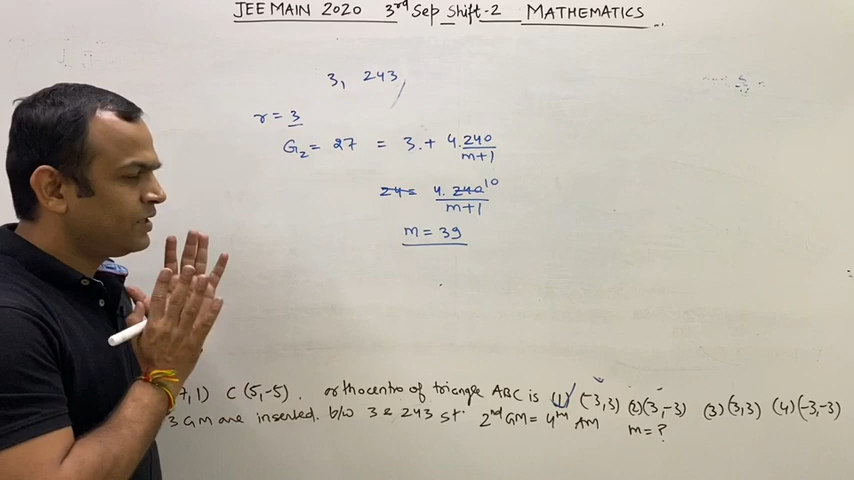 JEE MAIN 2020 3rd Sep Shift-2 MATHEMATICS
3, 243,
r = 3
G2 = 27 = 3 + 4. 240/m+1
24 = 4. 240 10/m+1
m = 39
7,1) C (5,-5). orthocentro of triangle ABC is (1) (-3,3) (2)(3,-3) (3)(3,3) (4)(-3,-3)
3 GM are inserted. b/w 3 & 243 st. 2nd GM = 4th AM m = ?